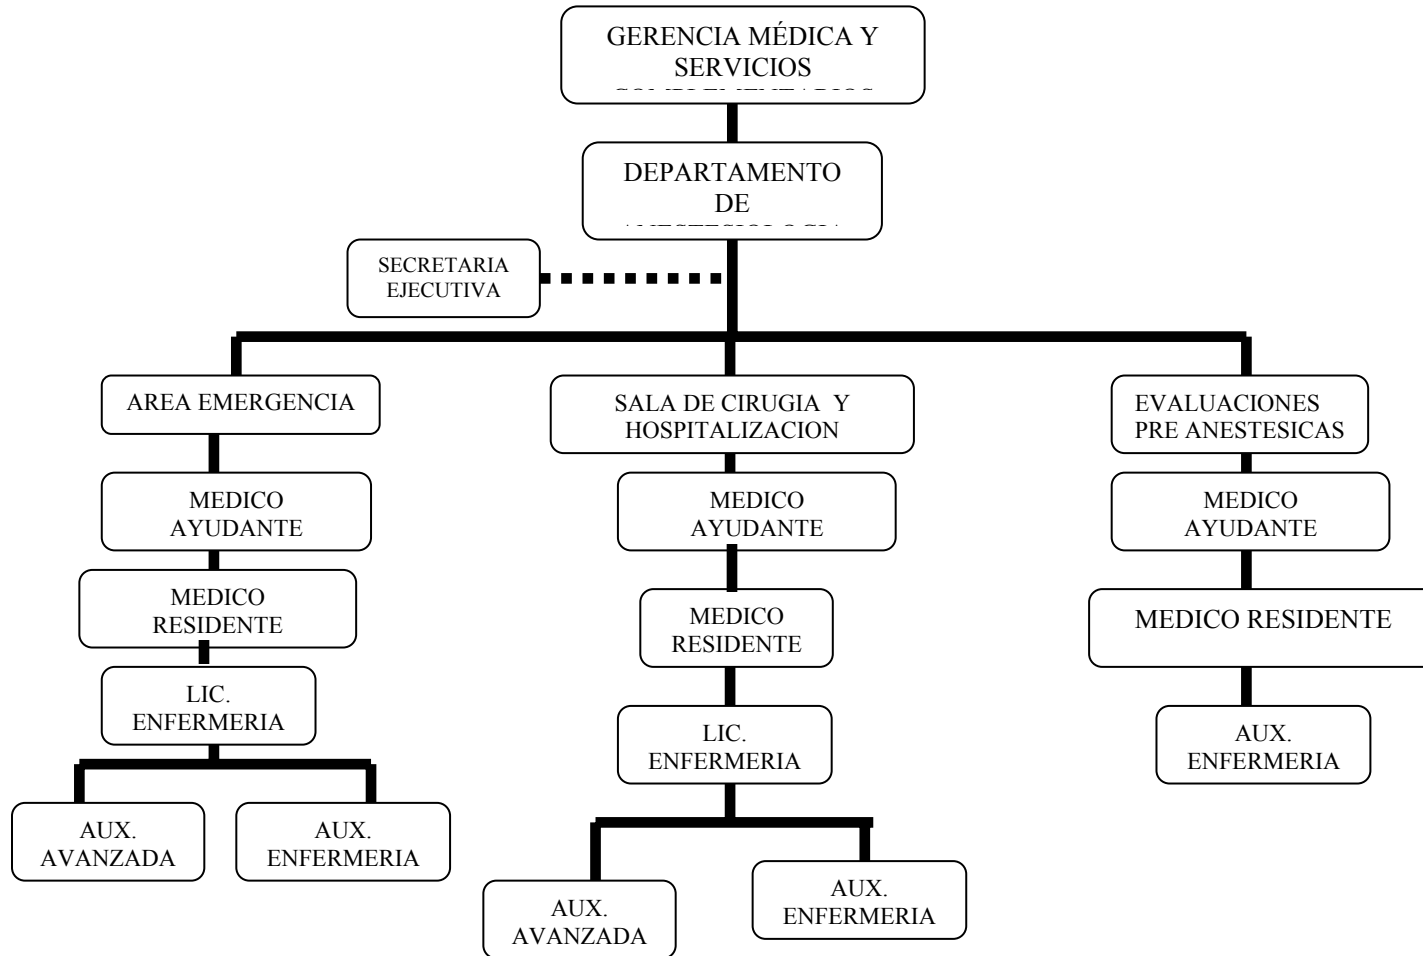 GERENCIA MÉDICA Y
SERVICIOS
COMPLEMENTARIOS
DEPARTAMENTO
DE
ANESTESIOLOGIA
SECRETARIA
EJECUTIVA
AREA EMERGENCIA
SALA DE CIRUGIA Y
HOSPITALIZACION
EVALUACIONES
PRE ANESTESICAS
MEDICO
AYUDANTE
MEDICO
AYUDANTE
MEDICO
AYUDANTE
MEDICO
RESIDENTE
MEDICO
RESIDENTE
MEDICO RESIDENTE
LIC.
ENFERMERIA
LIC.
ENFERMERIA
AUX.
ENFERMERIA
AUX.
AVANZADA
AUX.
ENFERMERIA
AUX.
AVANZADA
AUX.
ENFERMERIA